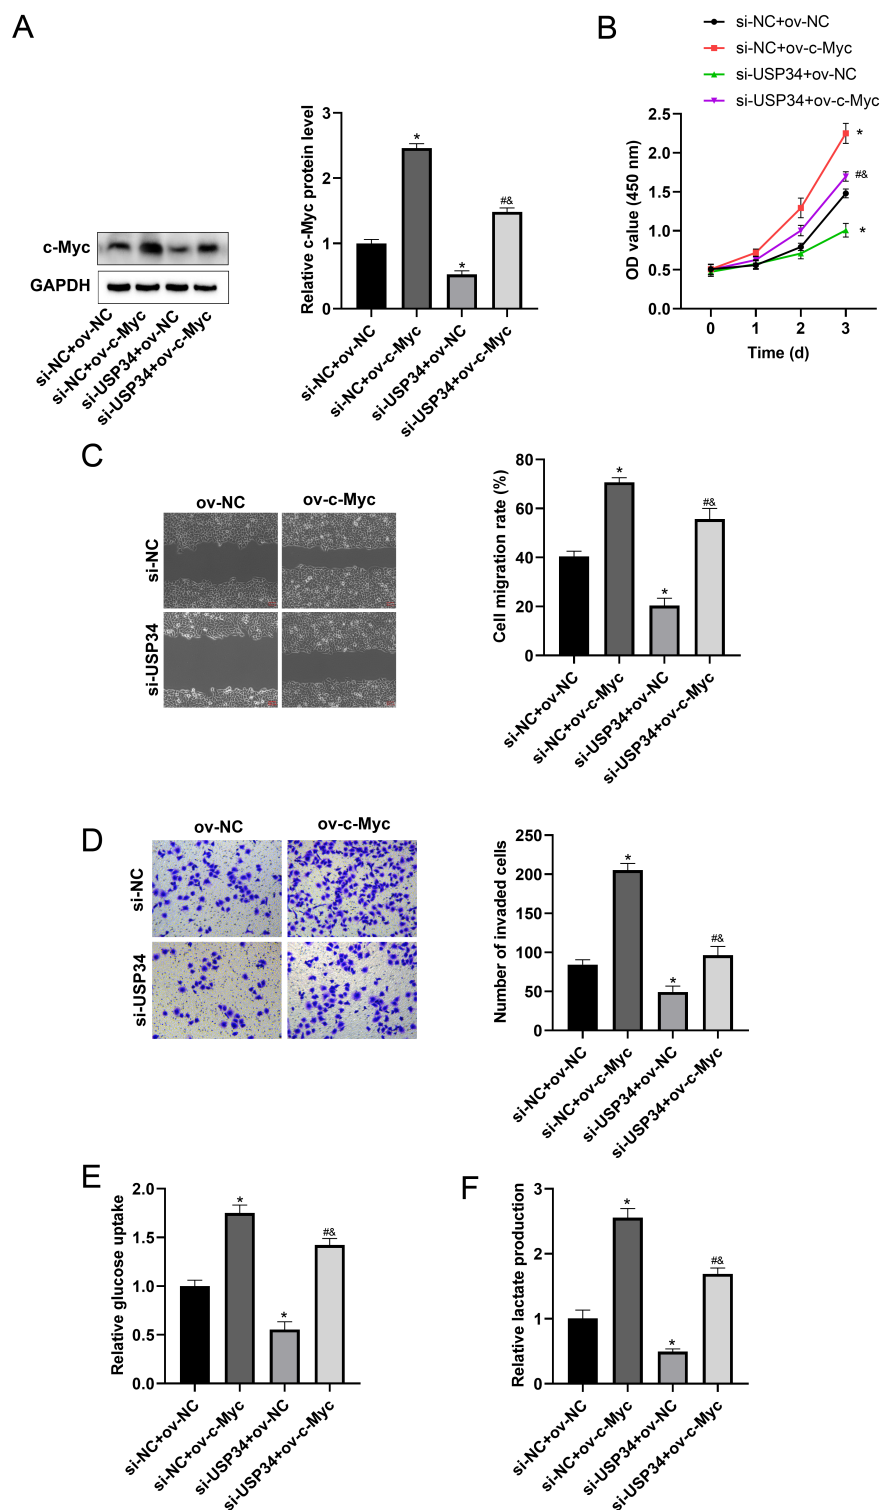 A
c-Myc
GAPDH
si-NC+ov-NC
si-NC+ov-c-Myc
si-USP34+ov-NC
si-USP34+ov-c-Myc
Relative c-Myc protein level
3
2
1
0
*
*
#&
si-NC+ov-NC
si-NC+ov-c-Myc
si-USP34+ov-NC
si-USP34+ov-c-Myc
B
si-NC+ov-NC
si-NC+ov-c-Myc
si-USP34+ov-NC
si-USP34+ov-c-Myc
OD value (450 nm)
2.5
2.0
1.5
1.0
0.5
0.0
*
#&
*
0 1 2 3
Time (d)
C
ov-NC ov-c-Myc
si-NC
si-USP34
Cell migration rate (%)
80
60
40
20
0
*
*
#&
si-NC+ov-NC
si-NC+ov-c-Myc
si-USP34+ov-NC
si-USP34+ov-c-Myc
D
ov-NC ov-c-Myc
si-NC
si-USP34
Number of invaded cells
250
200
150
100
50
0
*
*
#&
si-NC+ov-NC
si-NC+ov-c-Myc
si-USP34+ov-NC
si-USP34+ov-c-Myc
E
Relative glucose uptake
2.0
1.5
1.0
0.5
0.0
*
*
#&
si-NC+ov-NC
si-NC+ov-c-Myc
si-USP34+ov-NC
si-USP34+ov-c-Myc
F
Relative lactate production
3
2
1
0
*
*
#&
si-NC+ov-NC
si-NC+ov-c-Myc
si-USP34+ov-NC
si-USP34+ov-c-Myc